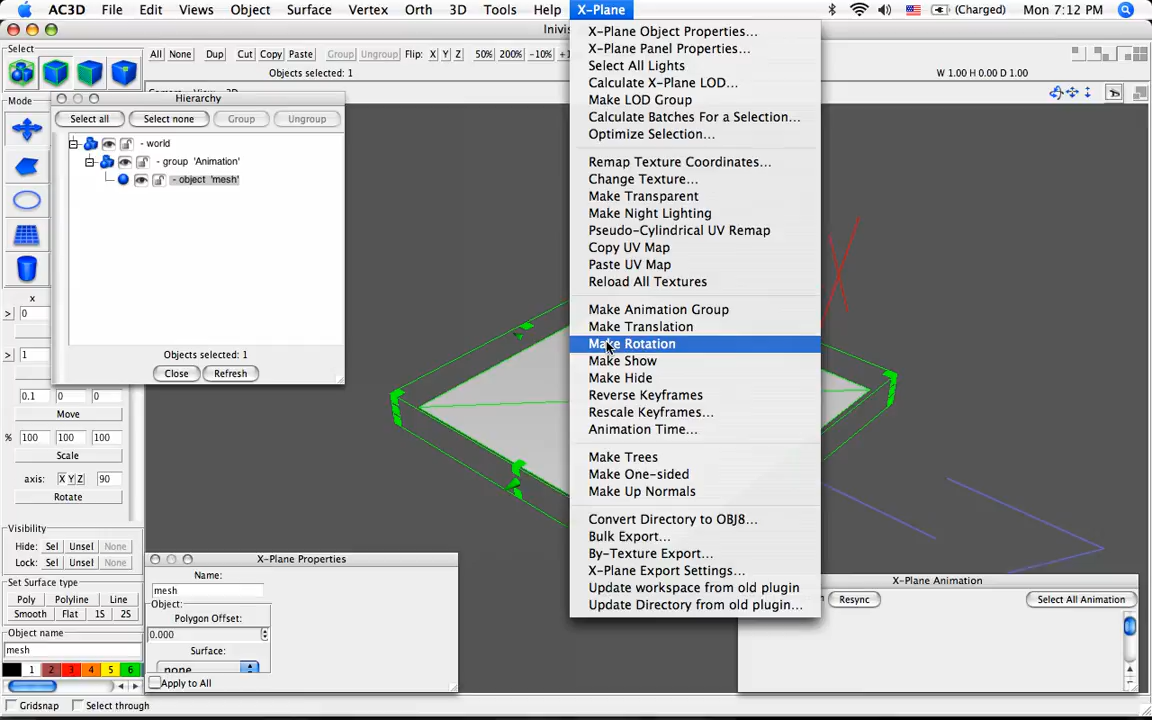 AC3D File Edit Views Object Surface Vertex Orth 3D Tools Help X-Plane (Charged) Mon 7:12 PM
Select
All None Dup Cut Copy Paste Group Ungroup Flip: X Y Z 50% 200% -10%
Objects selected: 1
W 1.00 H 0.00 D 1.00
Mode
Hierarchy
Select all Select none Group Ungroup
- world
- group 'Animation'
- object 'mesh'
Objects selected: 1
Close Refresh
x
> 0
> 1
0.1 0 0
Move
% 100 100 100
Scale
axis: X Y Z 90
Rotate
Visibility
Hide: Sel Unsel None
Lock: Sel Unsel None
Set Surface type
Poly Polyline Line
Smooth Flat 1S 2S
Object name
mesh
1 2 3 4 5 6
Gridsnap Select through
X-Plane Properties
Name:
mesh
Object:
Polygon Offset:
0.000
Surface:
none
Apply to All
X-Plane Object Properties...
X-Plane Panel Properties...
Select All Lights
Calculate X-Plane LOD...
Make LOD Group
Calculate Batches For a Selection...
Optimize Selection...
Remap Texture Coordinates...
Change Texture...
Make Transparent
Make Night Lighting
Pseudo-Cylindrical UV Remap
Copy UV Map
Paste UV Map
Reload All Textures
Make Animation Group
Make Translation
Make Rotation
Make Show
Make Hide
Reverse Keyframes
Rescale Keyframes...
Animation Time...
Make Trees
Make One-sided
Make Up Normals
Convert Directory to OBJ8...
Bulk Export...
By-Texture Export...
X-Plane Export Settings...
Update workspace from old plugin
Update Directory from old plugin...
X-Plane Animation
Resync Select All Animation